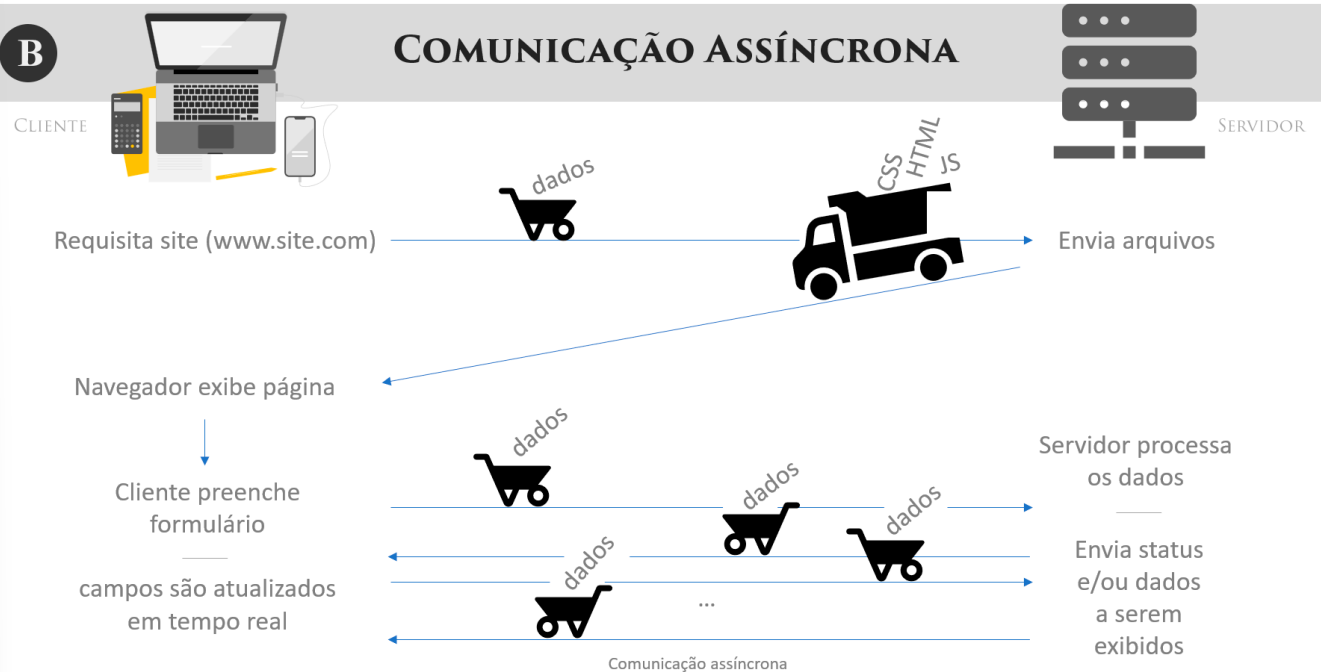 B
COMUNICAÇÃO ASSÍNCRONA
CLIENTE
SERVIDOR
dados
CSS
HTML
JS
Requisita site (www.site.com)
Envia arquivos
Navegador exibe página
dados
Servidor processa
os dados
Cliente preenche
formulário
dados
dados
Envia status
e/ou dados
a serem
exibidos
dados
campos são atualizados
em tempo real
...
Comunicação assíncrona